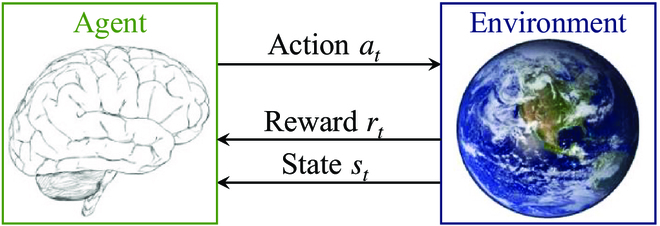 Agent
Environment
Action a_t
Reward r_t
State s_t